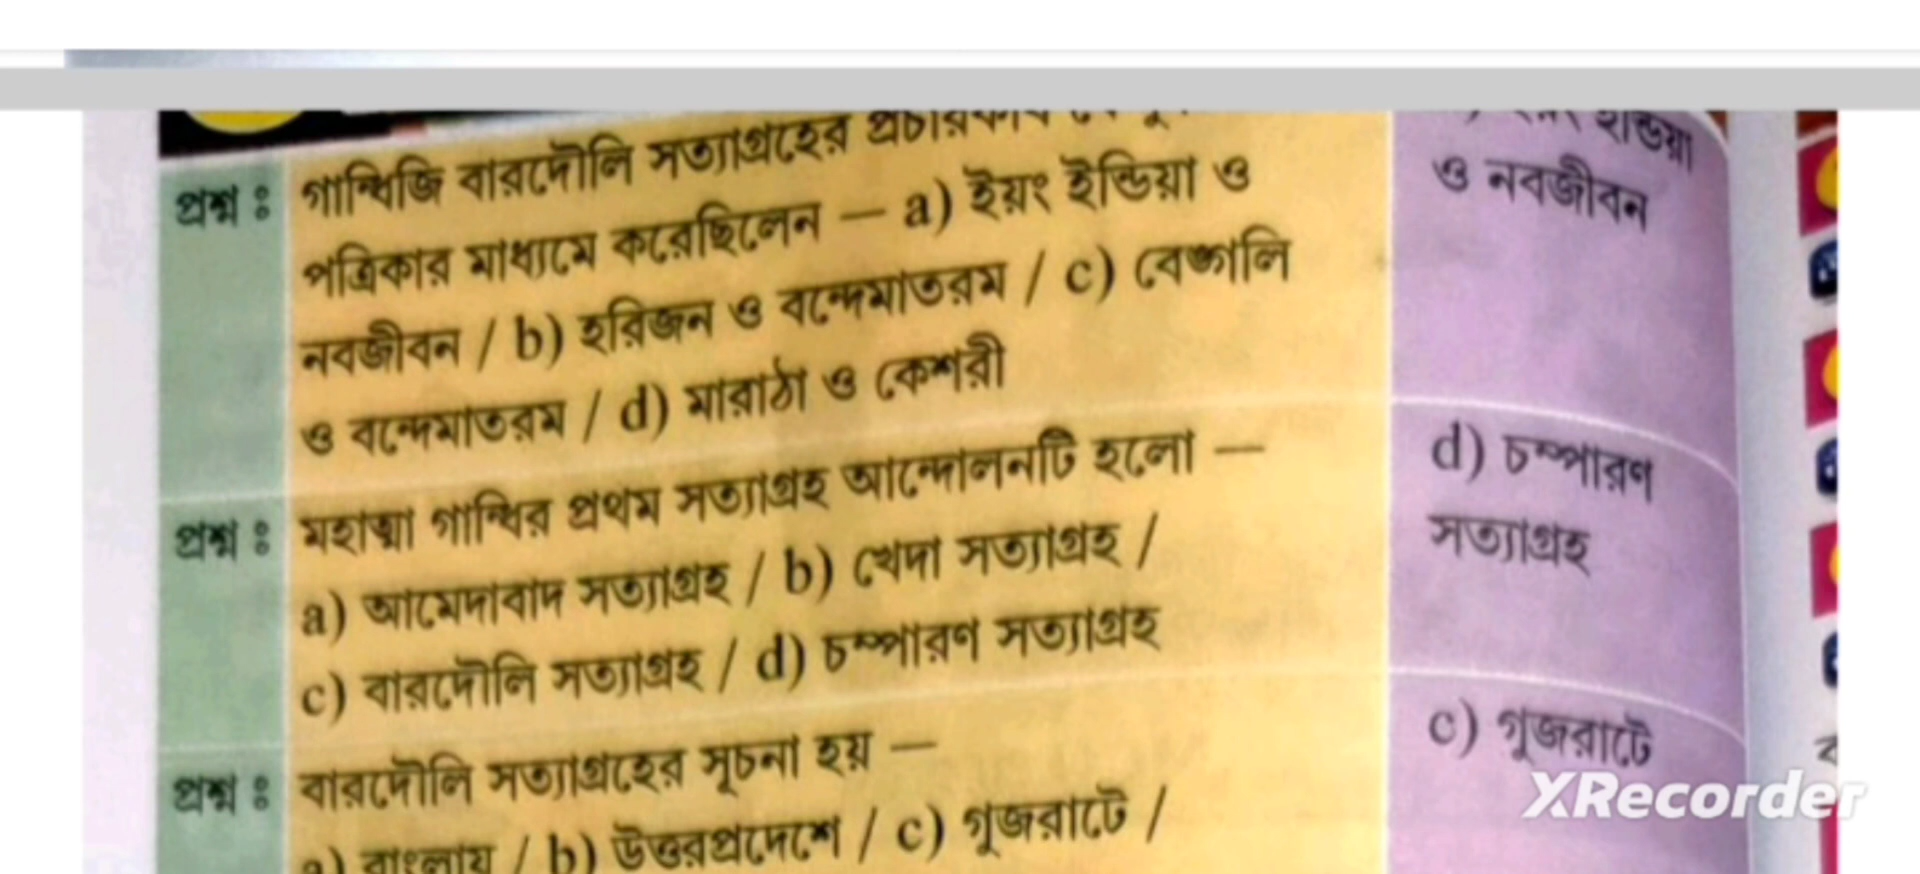 প্রশ্ন ঃ গান্ধিজি বারদৌলি সত্যাগ্রহের
পত্রিকার মাধ্যমে করেছিলেন — a) ইয়ং ইন্ডিয়া ও
নবজীবন / b) হরিজন ও বন্দেমাতরম / c) বেঙ্গালি
ও বন্দেমাতরম / d) মারাঠা ও কেশরী
ইন্ডিয়া
ও নবজীবন
প্রশ্ন ঃ মহাত্মা গান্ধির প্রথম সত্যাগ্রহ আন্দোলনটি হলো —
a) আমেদাবাদ সত্যাগ্রহ / b) খেদা সত্যাগ্রহ /
c) বারদৌলি সত্যাগ্রহ / d) চম্পারণ সত্যাগ্রহ
d) চম্পারণ
সত্যাগ্রহ
প্রশ্ন ঃ বারদৌলি সত্যাগ্রহের সূচনা হয় —
a) বাংলায় / b) উত্তরপ্রদেশে / c) গুজরাটে /
c) গুজরাটে
XRecorder